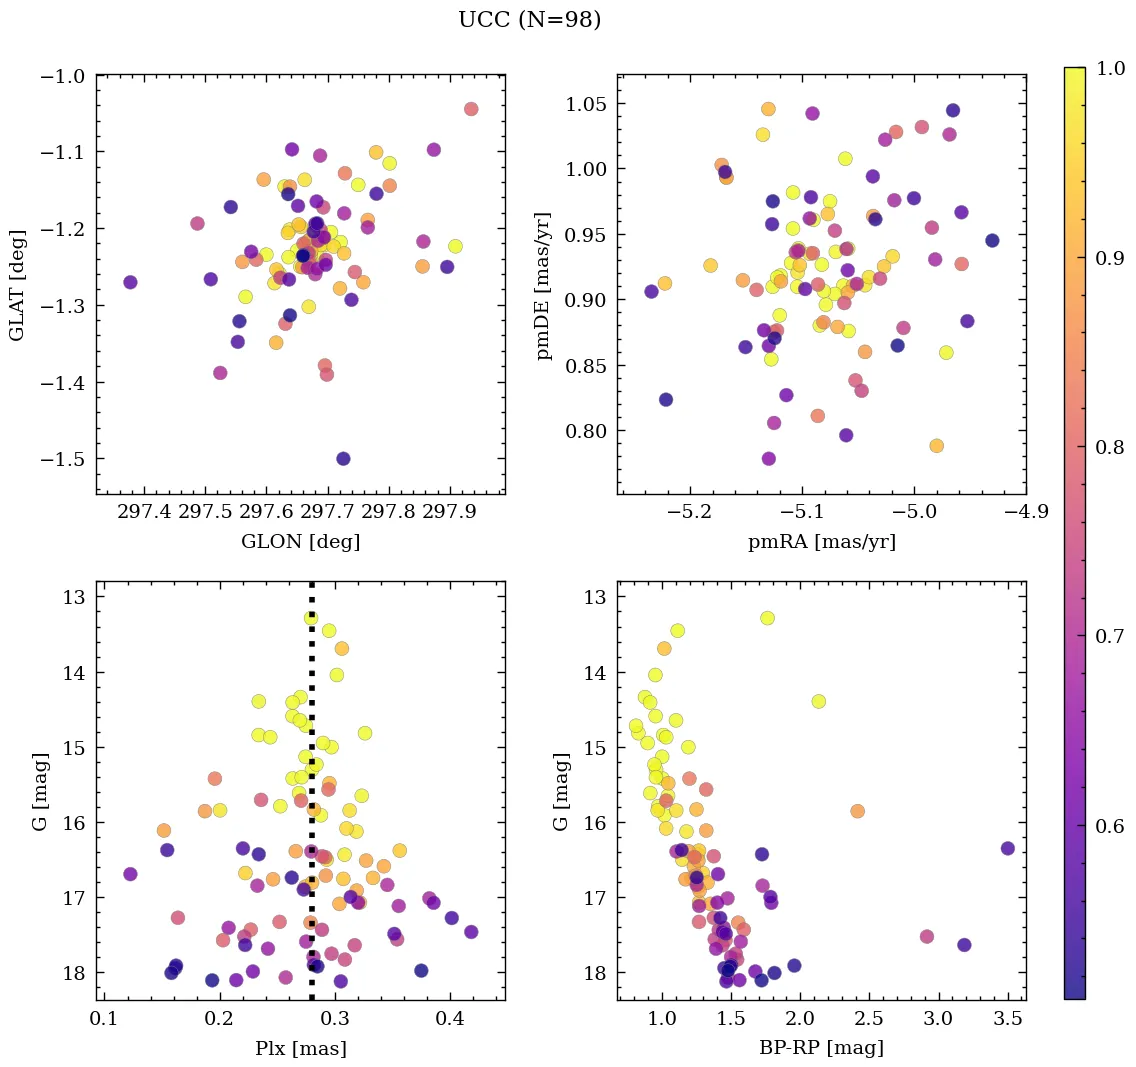 UCC (N=98)
−1.0
−1.1
−1.2
−1.3
−1.4
−1.5
GLAT [deg]
297.4 297.5 297.6 297.7 297.8 297.9
GLON [deg]
1.05
1.00
0.95
0.90
0.85
0.80
pmDE [mas/yr]
−5.2 −5.1 −5.0 −4.9
pmRA [mas/yr]
13
14
15
16
17
18
G [mag]
0.1 0.2 0.3 0.4
Plx [mas]
13
14
15
16
17
18
G [mag]
1.0 1.5 2.0 2.5 3.0 3.5
BP-RP [mag]
1.0
0.9
0.8
0.7
0.6